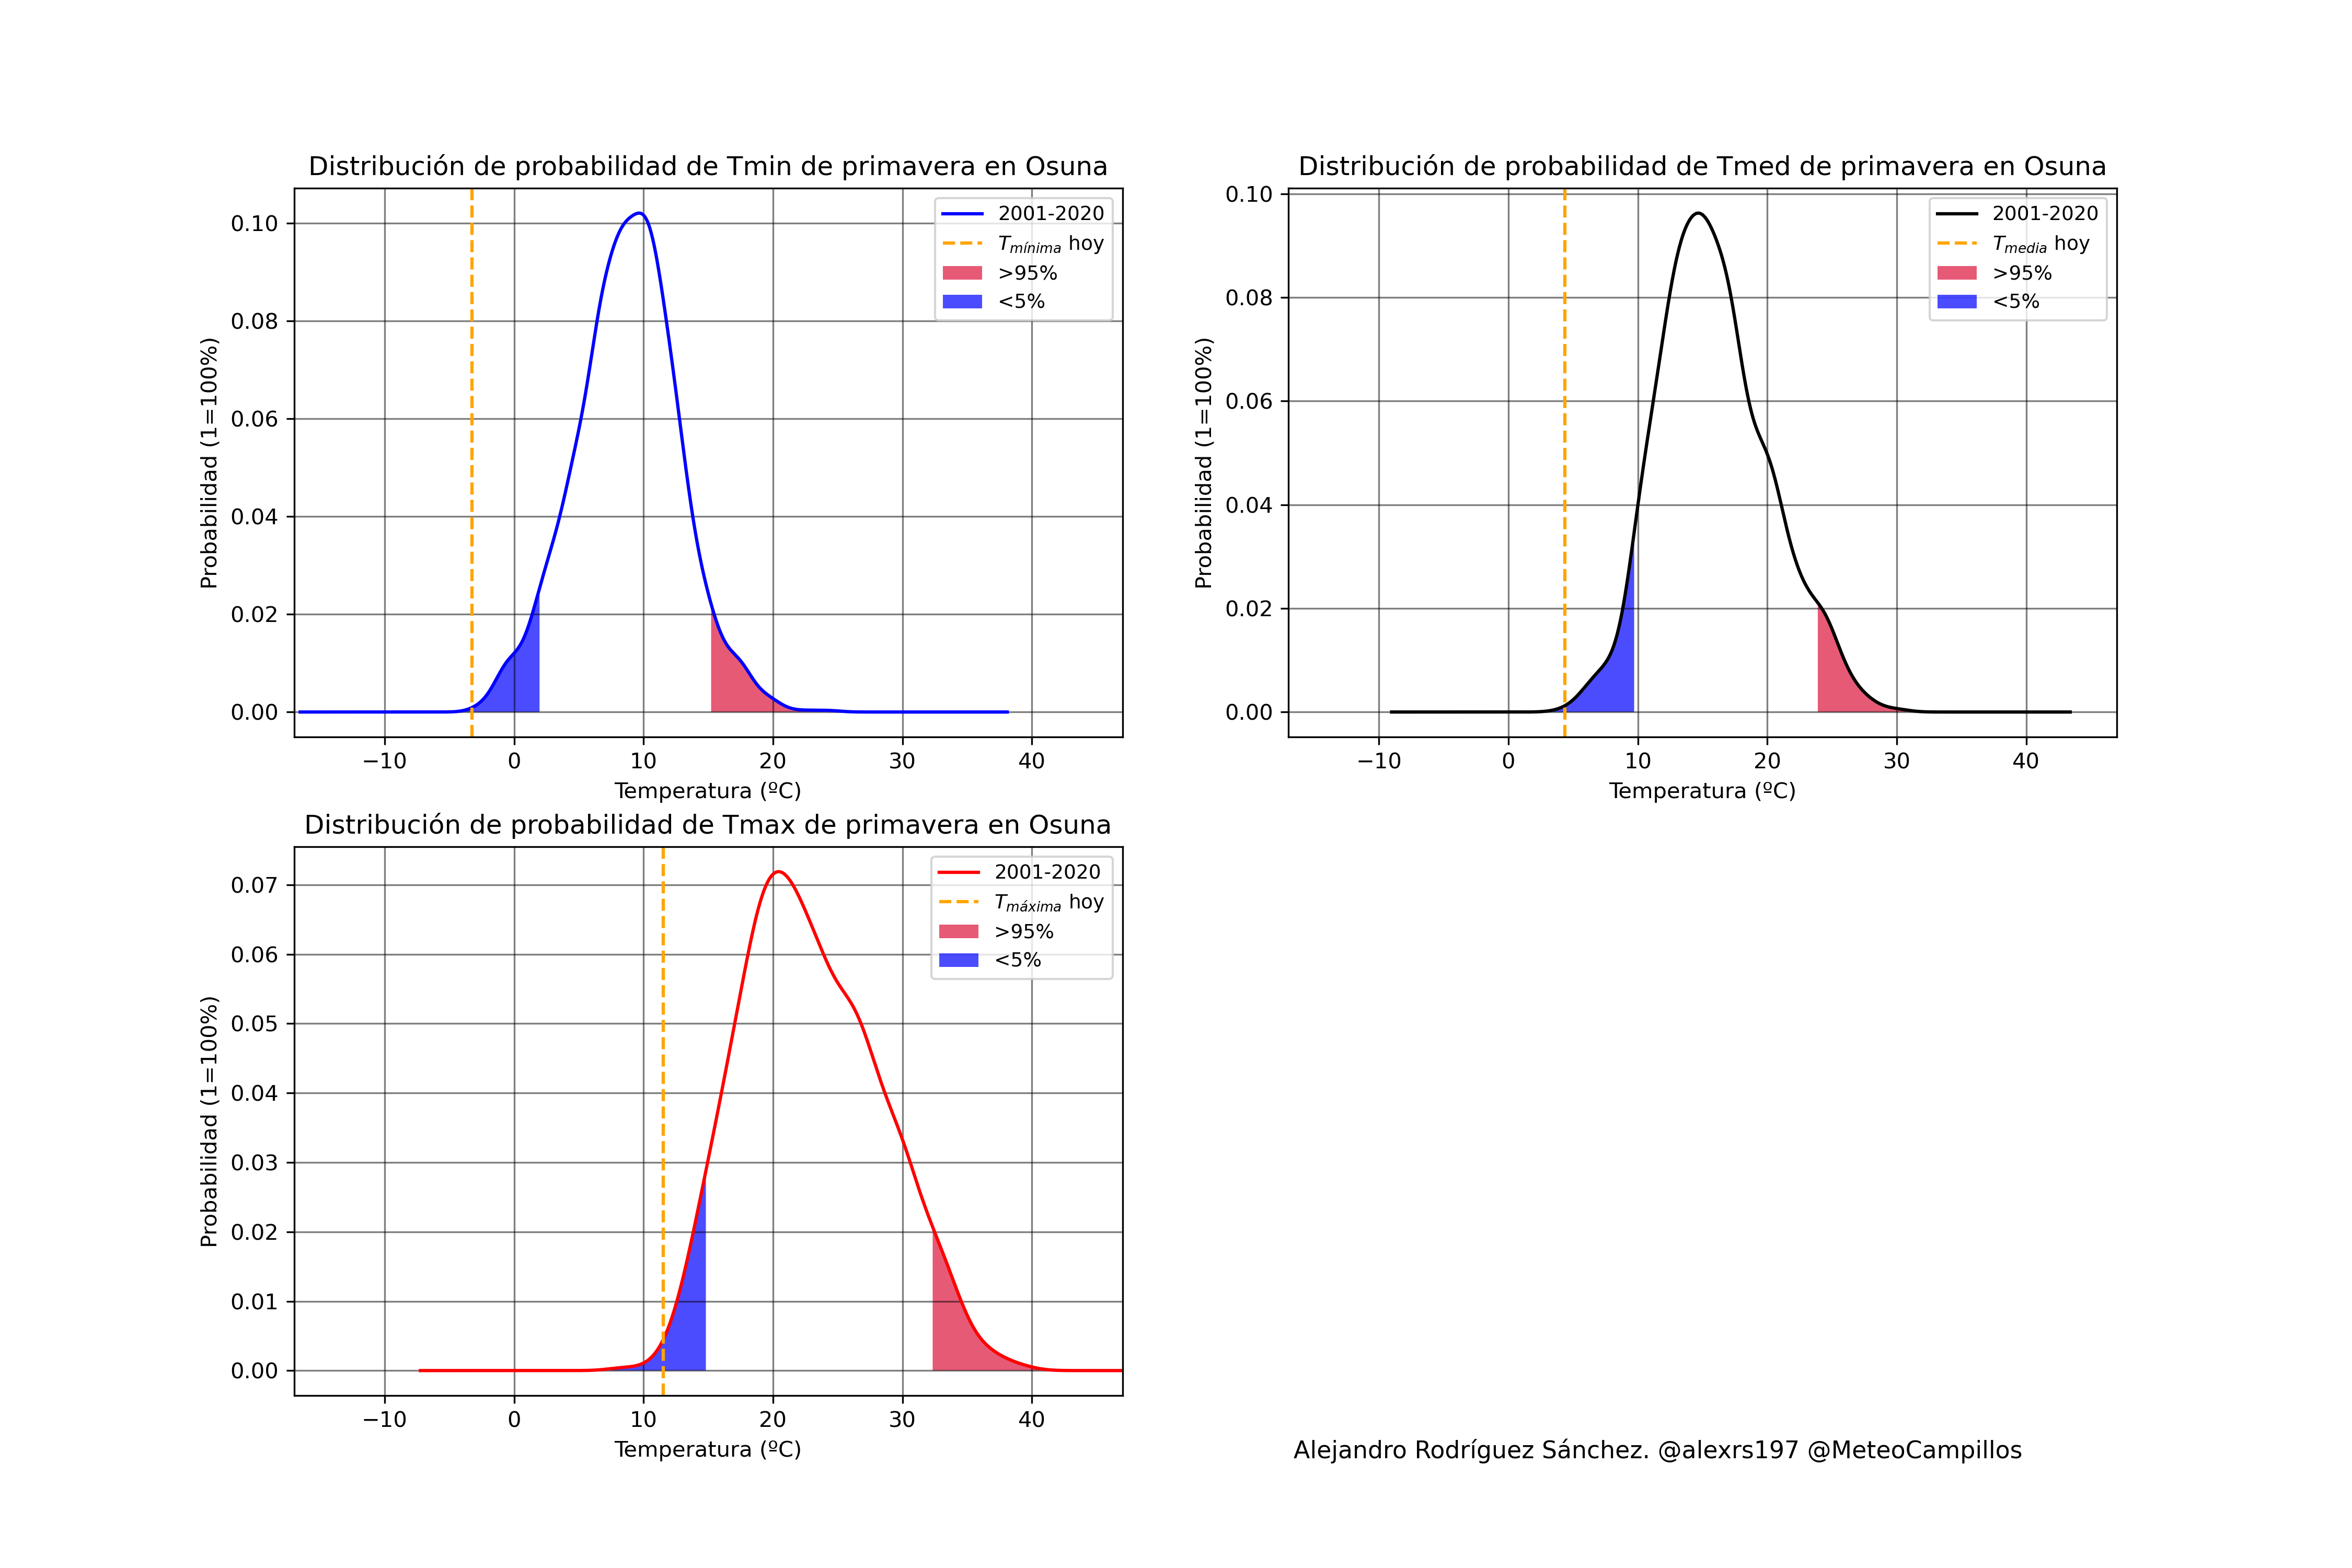 Distribución de probabilidad de Tmin de primavera en Osuna
0.10
0.08
0.06
0.04
0.02
0.00
Probabilidad (1=100%)
2001-2020
Tmínima hoy
>95%
<5%
−10 0 10 20 30 40
Temperatura (ºC)
Distribución de probabilidad de Tmed de primavera en Osuna
0.10
0.08
0.06
0.04
0.02
0.00
Probabilidad (1=100%)
2001-2020
Tmedia hoy
>95%
<5%
−10 0 10 20 30 40
Temperatura (ºC)
Distribución de probabilidad de Tmax de primavera en Osuna
0.07
0.06
0.05
0.04
0.03
0.02
0.01
0.00
Probabilidad (1=100%)
2001-2020
Tmáxima hoy
>95%
<5%
−10 0 10 20 30 40
Temperatura (ºC)
Alejandro Rodríguez Sánchez. @alexrs197 @MeteoCampillos